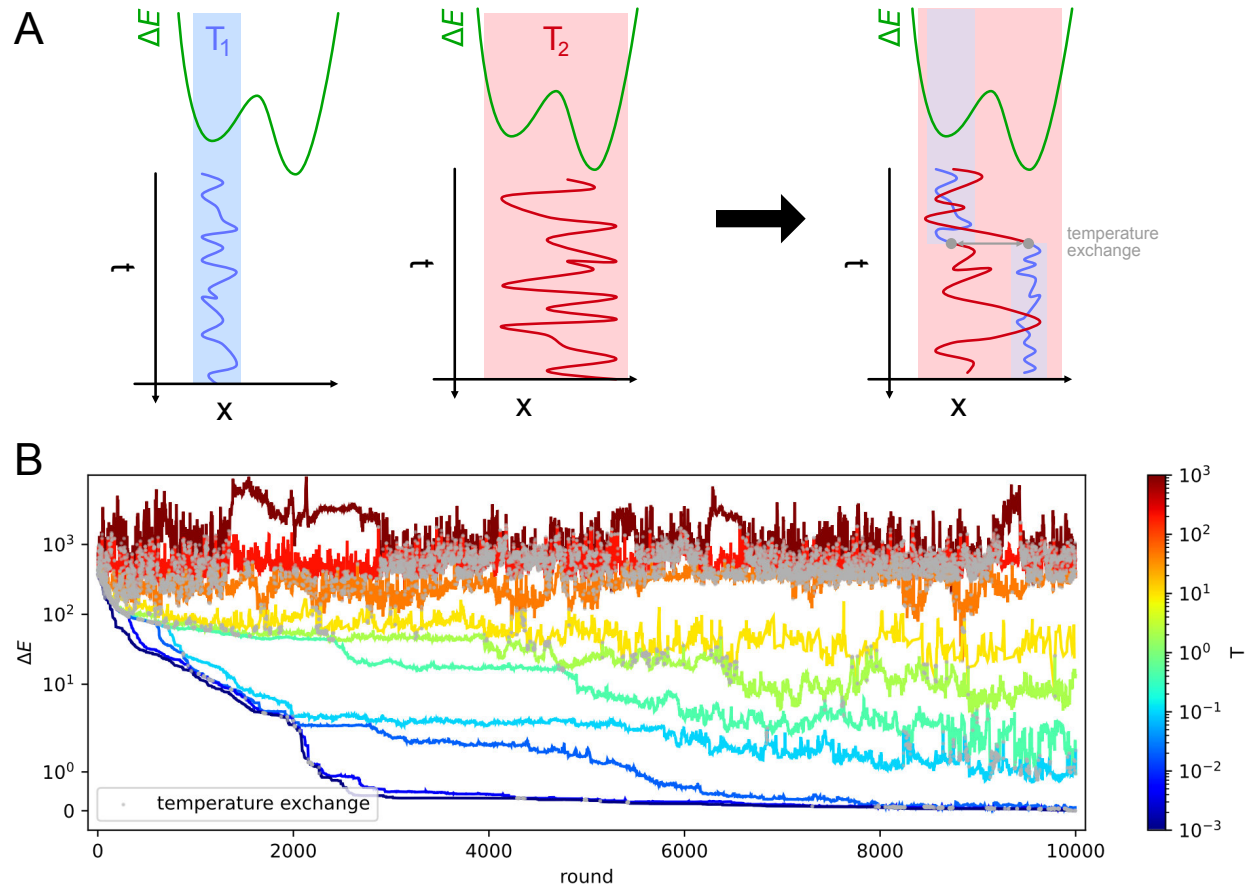 A
ΔE
T₁
t
x
ΔE
T₂
t
x
ΔE
temperature
exchange
t
x
B
ΔE
10³
10²
10¹
10⁰
0
temperature exchange
0
2000
4000
6000
8000
10000
round
10³
10²
10¹
10⁰
10⁻¹
10⁻²
10⁻³
T